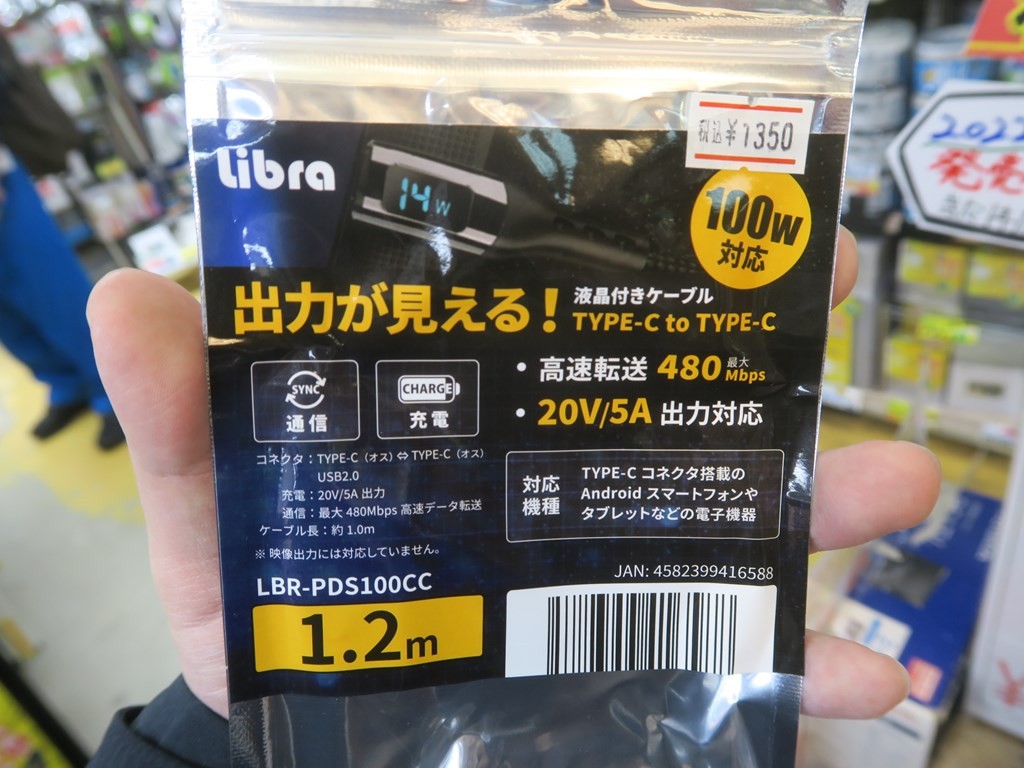 税込¥1350
Libra
14w
100w
対応
出力が見える!
液晶付きケーブル
TYPE-C to TYPE-C
・高速転送 480 最大 Mbps
・20V/5A 出力対応
SYNC
通信
CHARGE
充電
コネクタ:TYPE-C(オス)⇔TYPE-C(オス)
USB2.0
充電:20V/5A 出力
通信:最大 480Mbps 高速データ転送
ケーブル長:約 1.0m
※ 映像出力には対応していません。
対応
機種
TYPE-C コネクタ搭載の
Android スマートフォンや
タブレットなどの電子機器
LBR-PDS100CC
1.2m
JAN: 4582399416588
2022
発売